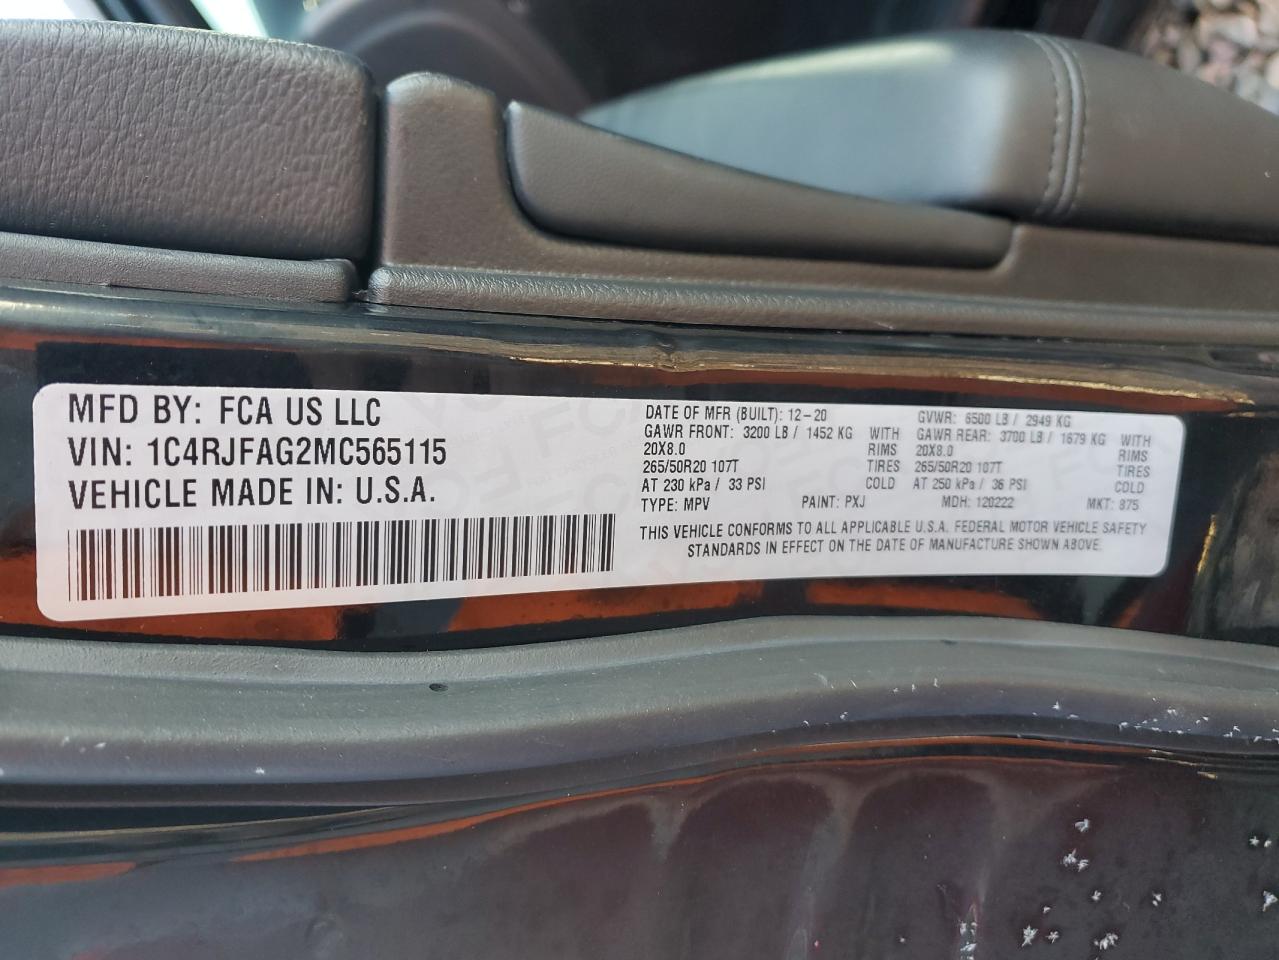 MFD BY: FCA US LLC
VIN: 1C4RJFAG2MC565115
VEHICLE MADE IN: U.S.A.
DATE OF MFR (BUILT): 12-20
GAWR FRONT: 3200 LB / 1452 KG WITH
20X8.0 RIMS
265/50R20 107T TIRES
AT 230 kPa / 33 PSI COLD
TYPE: MPV PAINT: PXJ
GVWR: 6500 LB / 2949 KG
GAWR REAR: 3700 LB / 1679 KG WITH
20X8.0 RIMS
265/50R20 107T TIRES
AT 250 kPa / 36 PSI COLD
MDH: 120222 MKT: 875
THIS VEHICLE CONFORMS TO ALL APPLICABLE U.S.A. FEDERAL MOTOR VEHICLE SAFETY
STANDARDS IN EFFECT ON THE DATE OF MANUFACTURE SHOWN ABOVE.